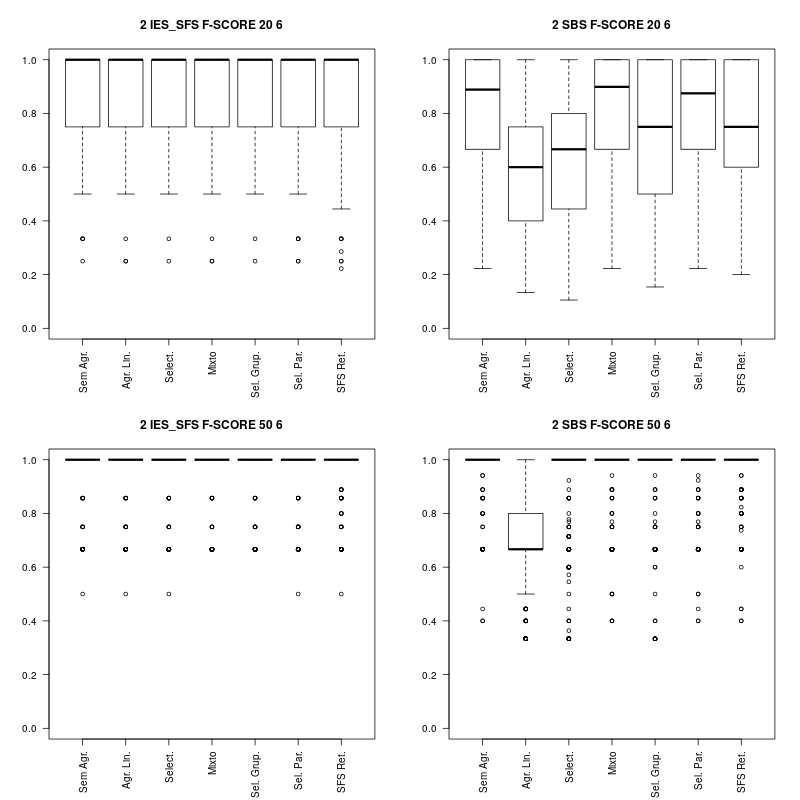 2 IES_SFS F-SCORE 20 6
1.0
0.8
0.6
0.4
0.2
0.0
Sem Agr.
Agr. Lin.
Select.
Mixto
Sel. Grup.
Sel. Par.
SFS Ret.
2 SBS F-SCORE 20 6
1.0
0.8
0.6
0.4
0.2
0.0
Sem Agr.
Agr. Lin.
Select.
Mixto
Sel. Grup.
Sel. Par.
SFS Ret.
2 IES_SFS F-SCORE 50 6
1.0
0.8
0.6
0.4
0.2
0.0
Sem Agr.
Agr. Lin.
Select.
Mixto
Sel. Grup.
Sel. Par.
SFS Ret.
2 SBS F-SCORE 50 6
1.0
0.8
0.6
0.4
0.2
0.0
Sem Agr.
Agr. Lin.
Select.
Mixto
Sel. Grup.
Sel. Par.
SFS Ret.